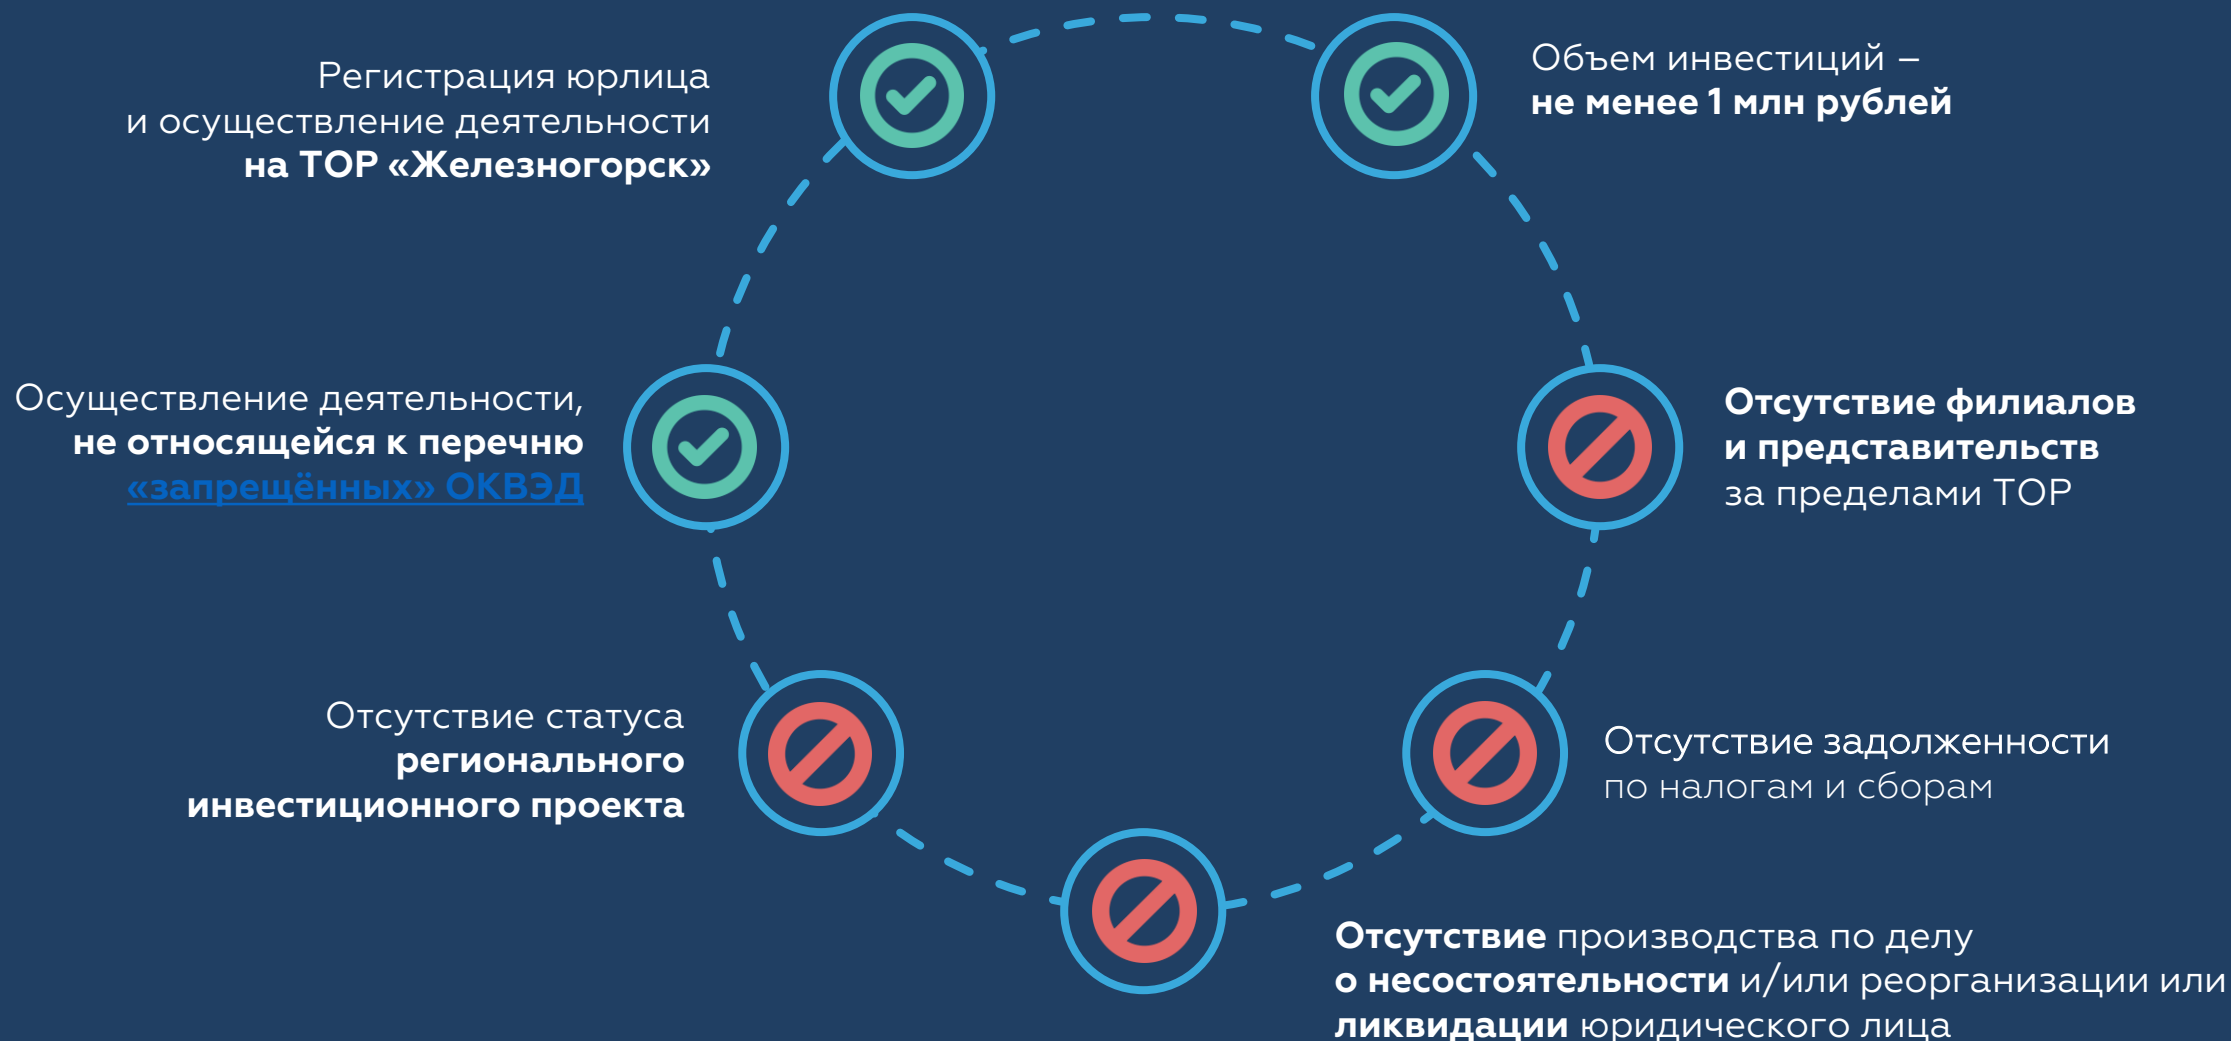 Регистрация юрлица
и осуществление деятельности
на ТОР «Железногорск»
Объем инвестиций –
не менее 1 млн рублей
Осуществление деятельности,
не относящейся к перечню
«запрещённых» ОКВЭД
Отсутствие филиалов
и представительств
за пределами ТОР
Отсутствие статуса
регионального
инвестиционного проекта
Отсутствие задолженности
по налогам и сборам
Отсутствие производства по делу
о несостоятельности и/или реорганизации или
ликвидации юридического лица